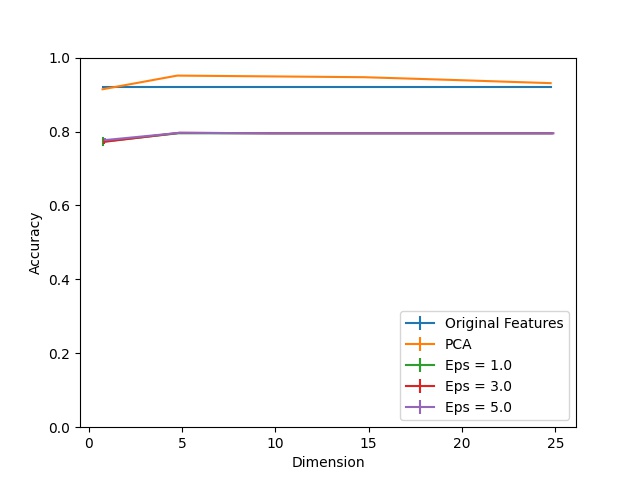 1.0
0.8
0.6
0.4
0.2
0.0
Accuracy
0
5
10
15
20
25
Dimension
Original Features
PCA
Eps = 1.0
Eps = 3.0
Eps = 5.0